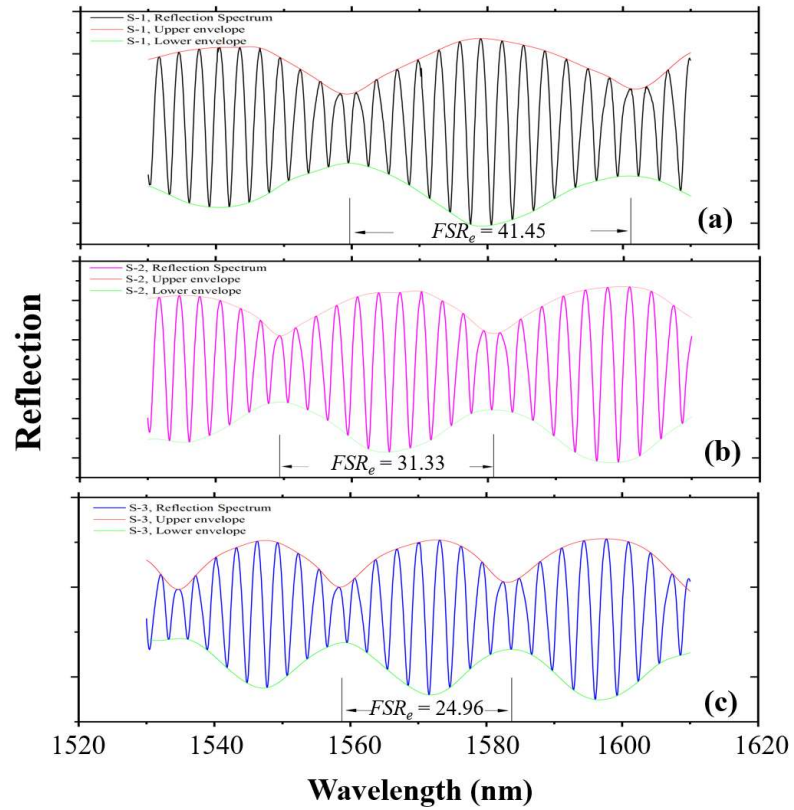 S-1, Reflection Spectrum
S-1, Upper envelope
S-1, Lower envelope
(a)
FSRe = 41.45
S-2, Reflection Spectrum
S-2, Upper envelope
S-2, Lower envelope
(b)
FSRe = 31.33
S-3, Reflection Spectrum
S-3, Upper envelope
S-3, Lower envelope
(c)
FSRe = 24.96
Reflection
1520 1540 1560 1580 1600 1620
Wavelength (nm)